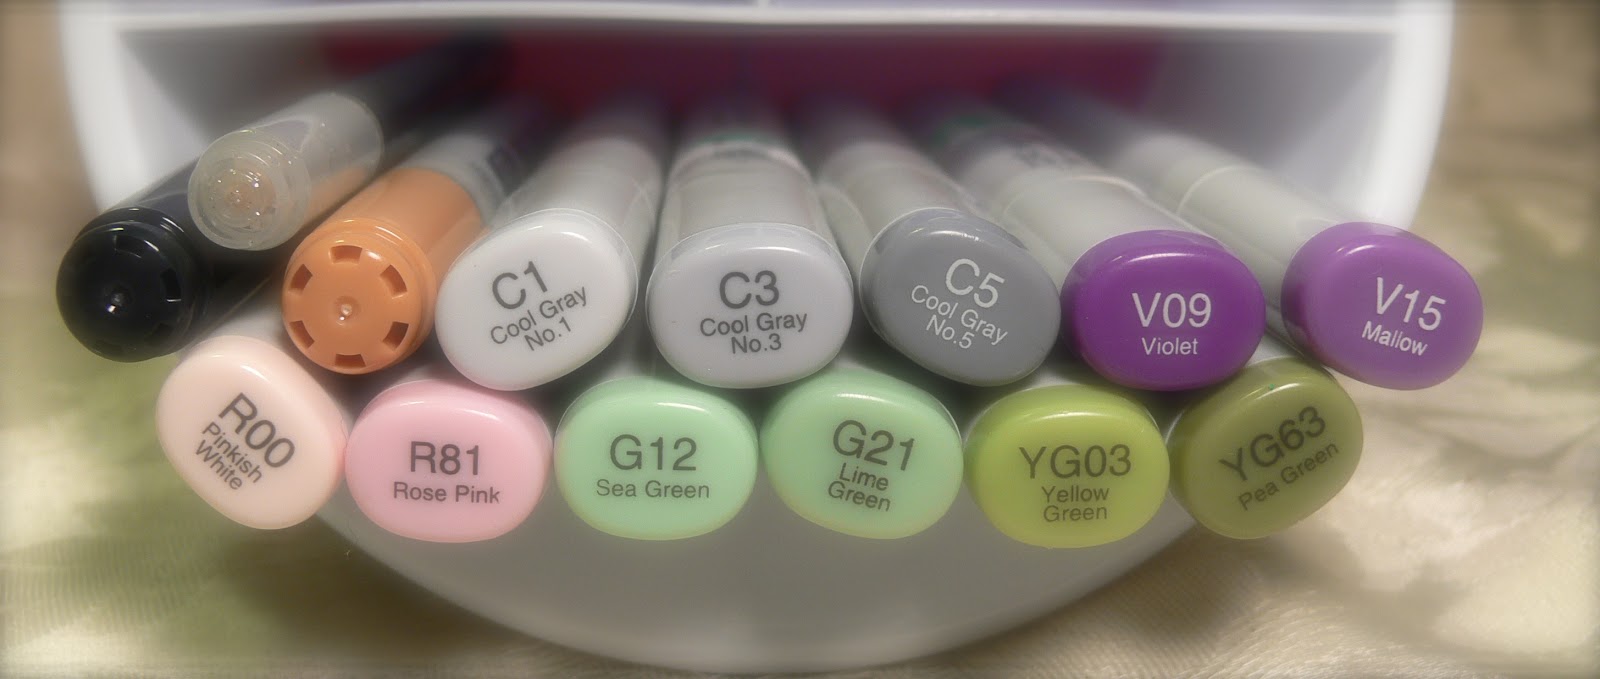 C1
Cool Gray
No.1
C3
Cool Gray
No.3
C5
Cool Gray
No.5
V09
Violet
V15
Mallow
R00
Pinkish
White
R81
Rose Pink
G12
Sea Green
G21
Lime
Green
YG03
Yellow
Green
YG63
Pea Green